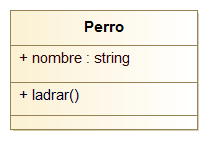 Perro
+ nombre : string
+ ladrar()